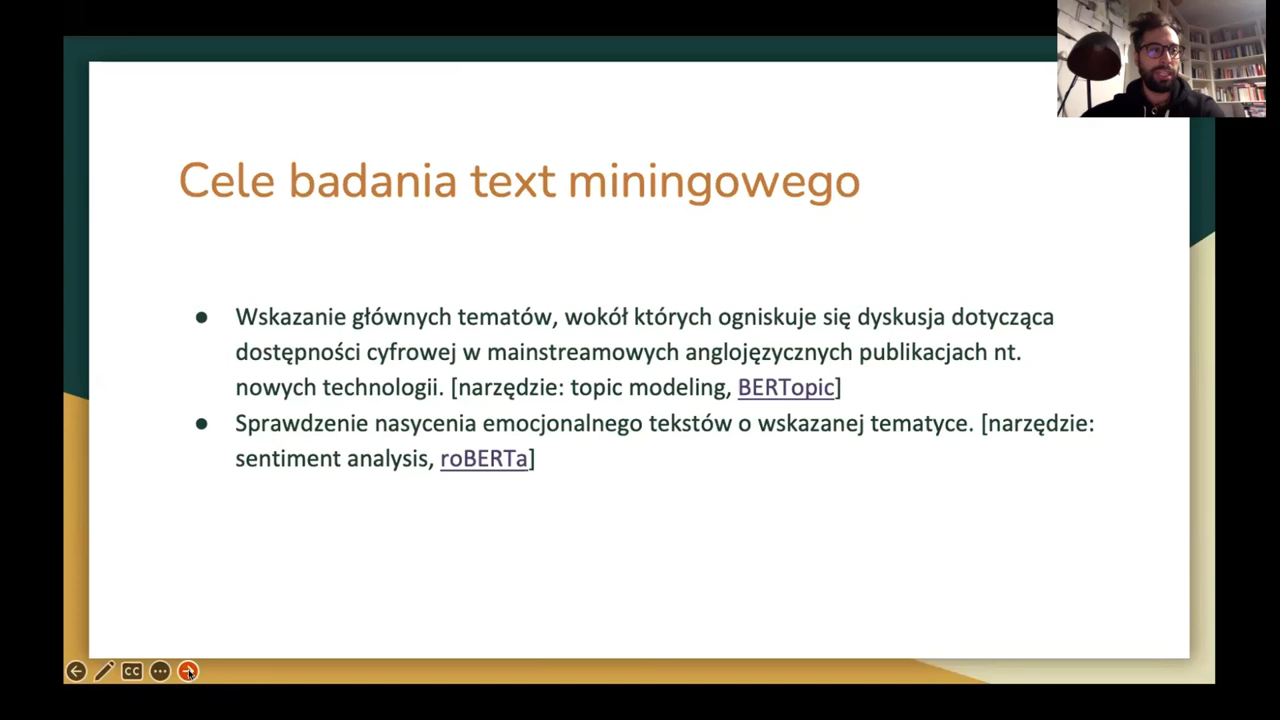 Cele badania text miningowego
● Wskazanie głównych tematów, wokół których ogniskuje się dyskusja dotycząca
dostępności cyfrowej w mainstreamowych anglojęzycznych publikacjach nt.
nowych technologii. [narzędzie: topic modeling, BERTopic]
● Sprawdzenie nasycenia emocjonalnego tekstów o wskazanej tematyce. [narzędzie:
sentiment analysis, roBERTa]
CC